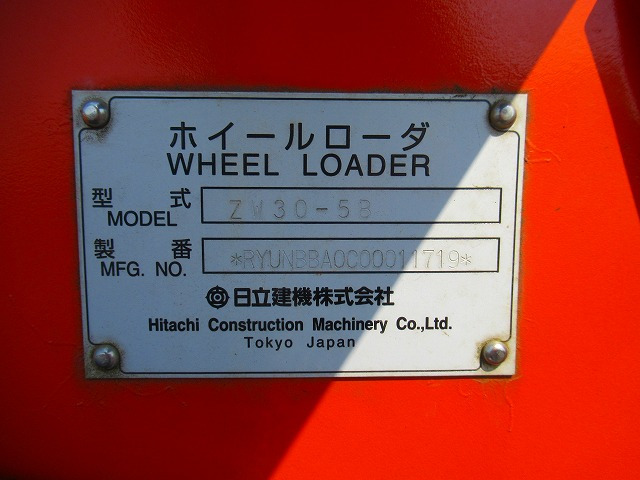 ホイールローダ
WHEEL LOADER
型式 ZW30-5B
MODEL
製番 *RYUNBBA0C00011719*
MFG. NO.
日立建機株式会社
Hitachi Construction Machinery Co.,Ltd.
Tokyo Japan